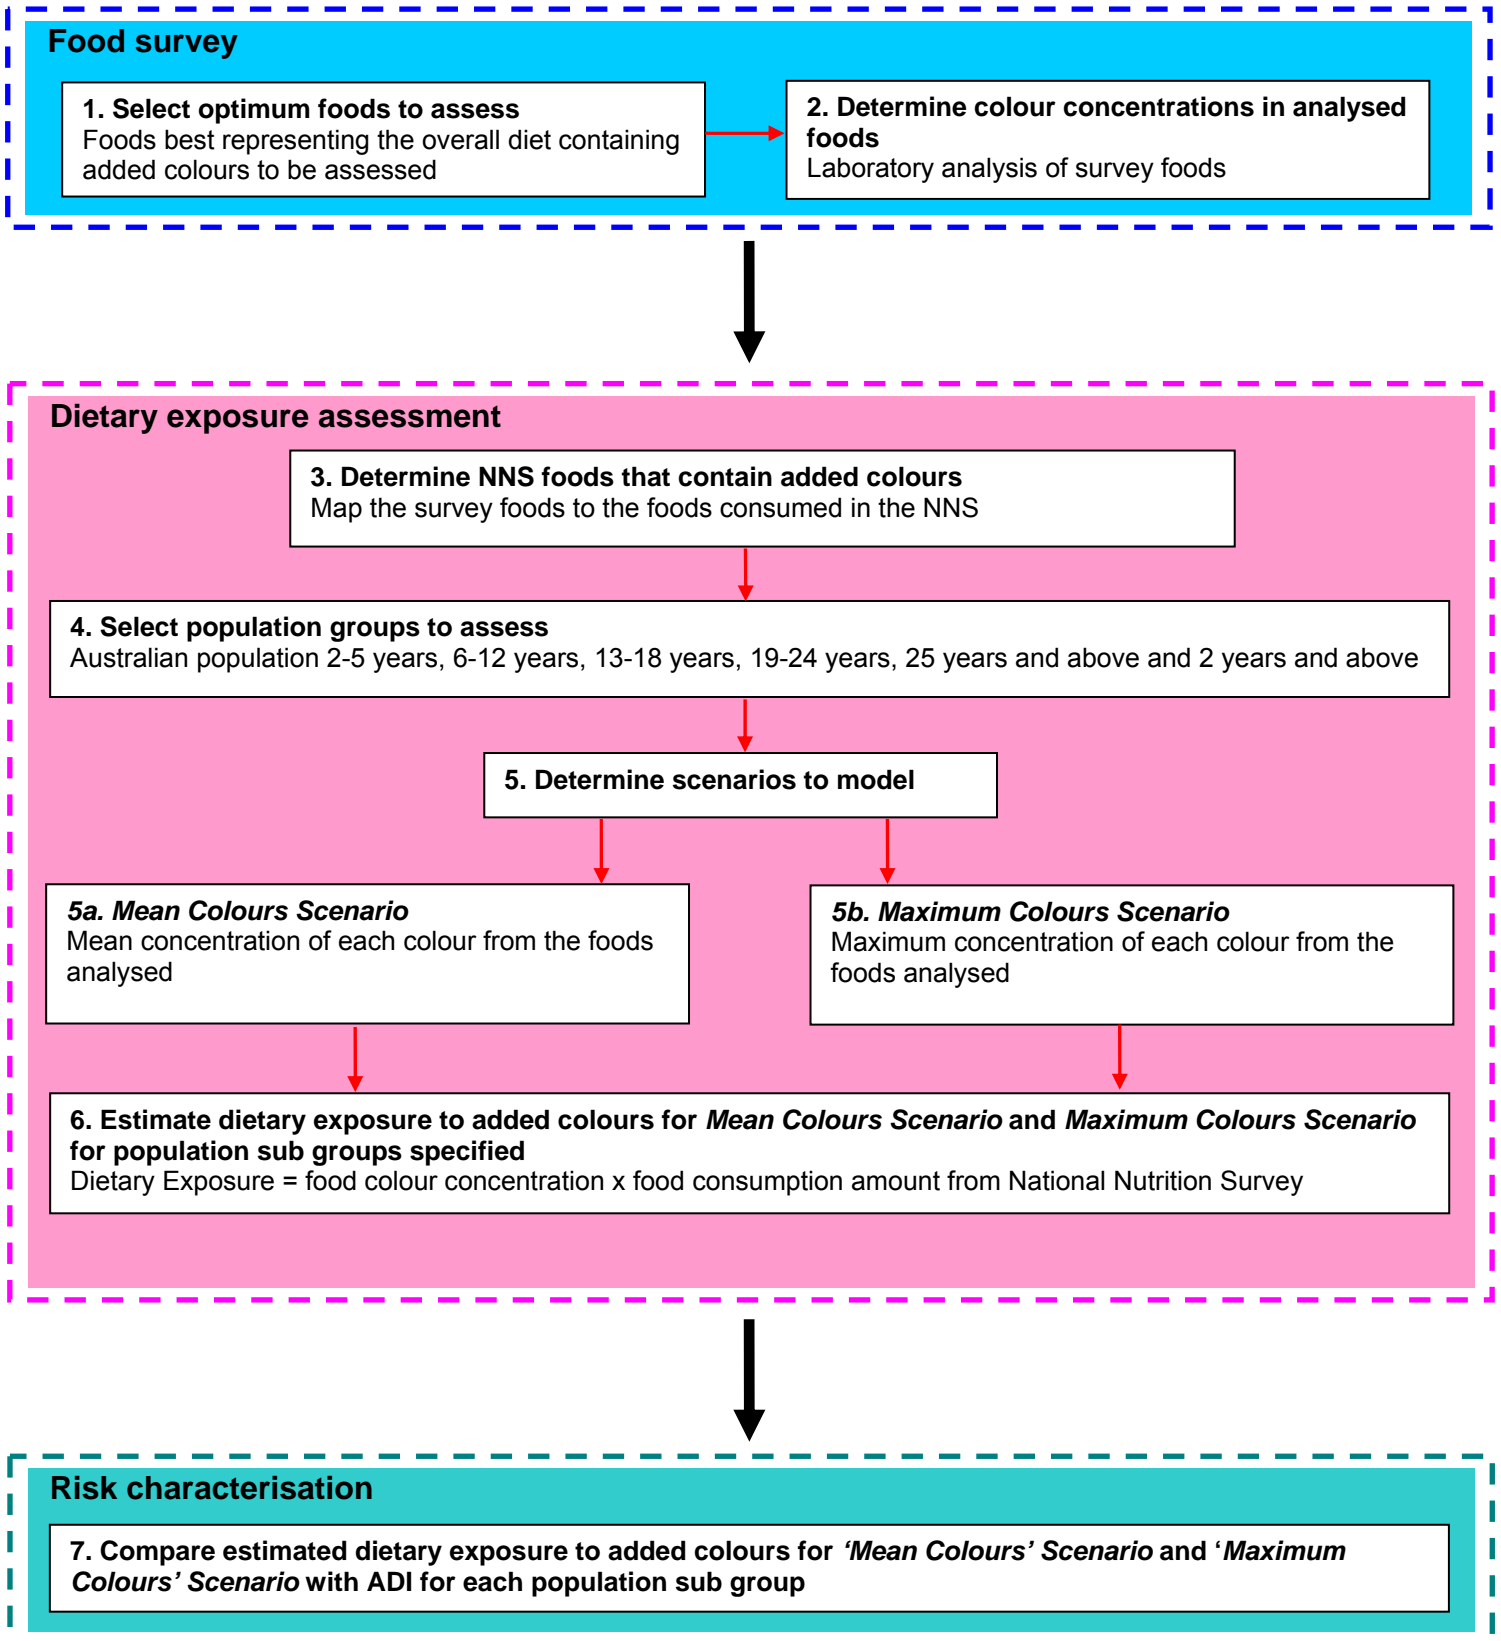 Food survey
1. Select optimum foods to assess
Foods best representing the overall diet containing
added colours to be assessed
2. Determine colour concentrations in analysed
foods
Laboratory analysis of survey foods
Dietary exposure assessment
3. Determine NNS foods that contain added colours
Map the survey foods to the foods consumed in the NNS
4. Select population groups to assess
Australian population 2-5 years, 6-12 years, 13-18 years, 19-24 years, 25 years and above and 2 years and above
5. Determine scenarios to model
5a. Mean Colours Scenario
Mean concentration of each colour from the foods
analysed
5b. Maximum Colours Scenario
Maximum concentration of each colour from the
foods analysed
6. Estimate dietary exposure to added colours for Mean Colours Scenario and Maximum Colours Scenario
for population sub groups specified
Dietary Exposure = food colour concentration x food consumption amount from National Nutrition Survey
Risk characterisation
7. Compare estimated dietary exposure to added colours for ‘Mean Colours’ Scenario and ‘Maximum
Colours’ Scenario with ADI for each population sub group